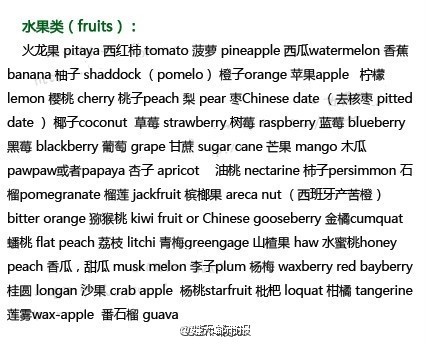 水果类（fruits）：
火龙果 pitaya 西红柿 tomato 菠萝 pineapple 西瓜watermelon 香蕉
banana 柚子 shaddock （pomelo） 橙子orange 苹果apple 柠檬
lemon 樱桃 cherry 桃子peach 梨 pear 枣Chinese date （去核枣 pitted
date ） 椰子coconut 草莓 strawberry 树莓 raspberry 蓝莓 blueberry
黑莓 blackberry 葡萄 grape 甘蔗 sugar cane 芒果 mango 木瓜
pawpaw或者papaya 杏子 apricot 油桃 nectarine 柿子persimmon 石
榴pomegranate 榴莲 jackfruit 槟榔果 areca nut （西班牙产苦橙）
bitter orange 猕猴桃 kiwi fruit or Chinese gooseberry 金橘cumquat
蟠桃 flat peach 荔枝 litchi 青梅greengage 山楂果 haw 水蜜桃honey
peach 香瓜，甜瓜 musk melon 李子plum 杨梅 waxberry red bayberry
桂圆 longan 沙果 crab apple 杨桃starfruit 枇杷 loquat 柑橘 tangerine
莲雾wax-apple 番石榴 guava